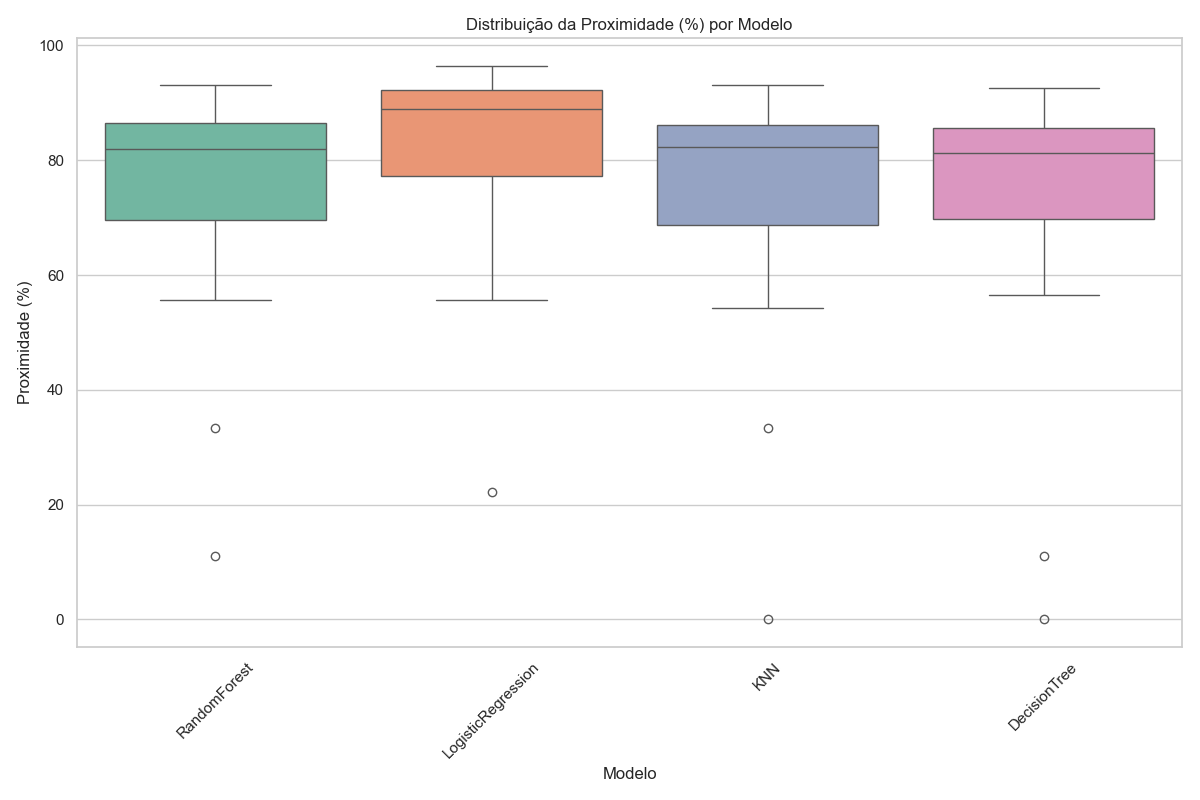 Distribuição da Proximidade (%) por Modelo
100
80
60
40
20
0
Proximidade (%)
RandomForest
LogisticRegression
KNN
DecisionTree
Modelo